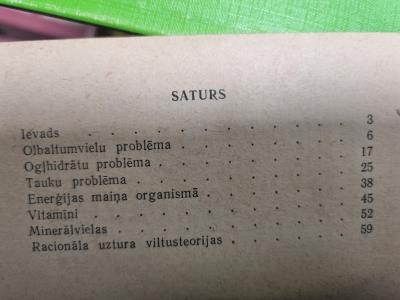 SATURS
Ievads . . . . . . . . . . 3
Olbaltumvielu problēma . . . . . . . 6
Ogļhidrātu problēma . . . . . . . 17
Tauku problēma . . . . . . . . 25
Enerģijas maiņa organismā . . . . . . 38
Vitamīni . . . . . . . . . . 45
Minerālvielas . . . . . . . . . 52
Racionāla uztura viltusteorijas . . . . . 59